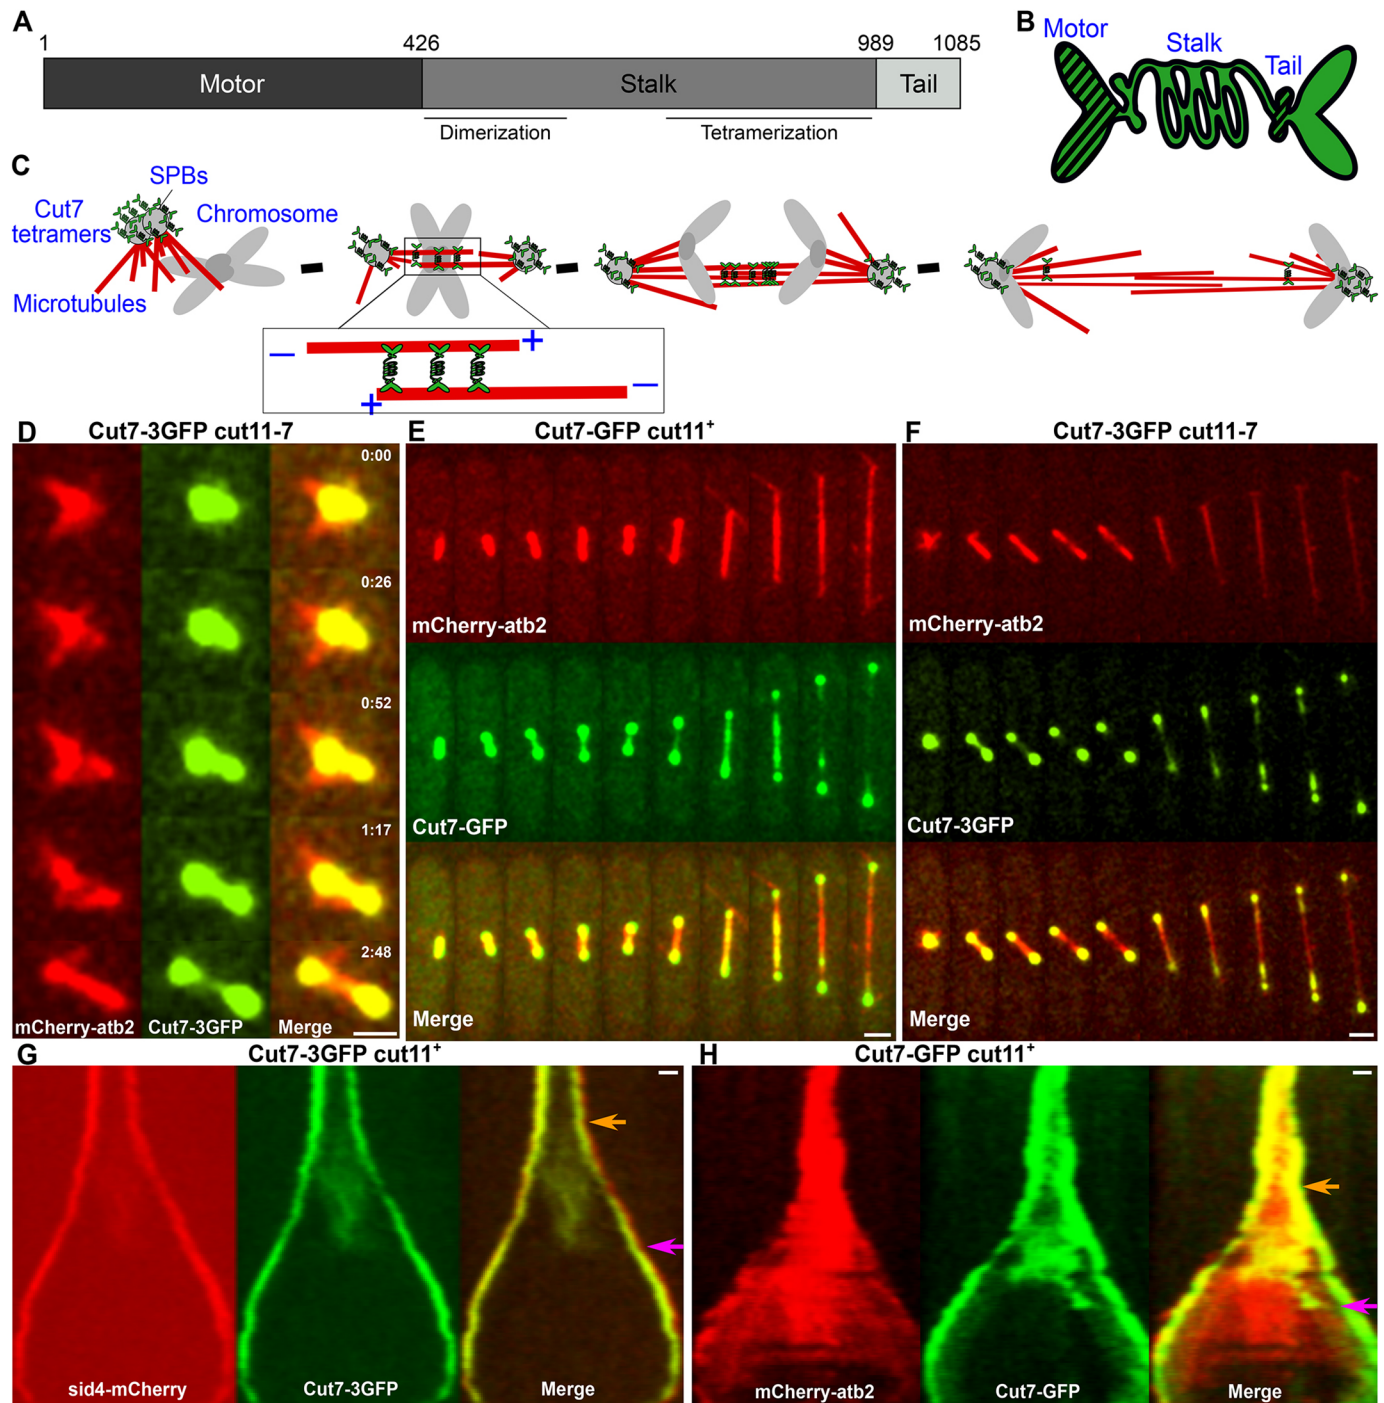 A
1 426 989 1085
Motor Stalk Tail
Dimerization Tetramerization
B
Motor
Stalk
Tail
C
SPBs
Cut7
tetramers
Chromosome
Microtubules
− +
+ −
D Cut7-3GFP cut11-7
0:00
0:26
0:52
1:17
2:48
mCherry-atb2 Cut7-3GFP Merge
E Cut7-GFP cut11+
mCherry-atb2
Cut7-GFP
Merge
F Cut7-3GFP cut11-7
mCherry-atb2
Cut7-3GFP
Merge
G Cut7-3GFP cut11+
sid4-mCherry Cut7-3GFP Merge
H Cut7-GFP cut11+
mCherry-atb2 Cut7-GFP Merge